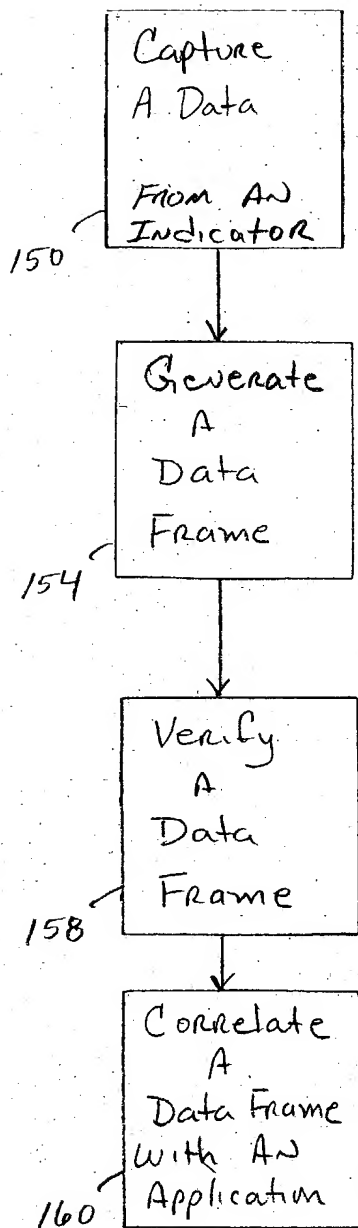 Capture
A Data
From An
Indicator
150
Generate
A
Data
Frame
154
Verify
A
Data
Frame
158
Correlate
A
Data Frame
With An
Application
160